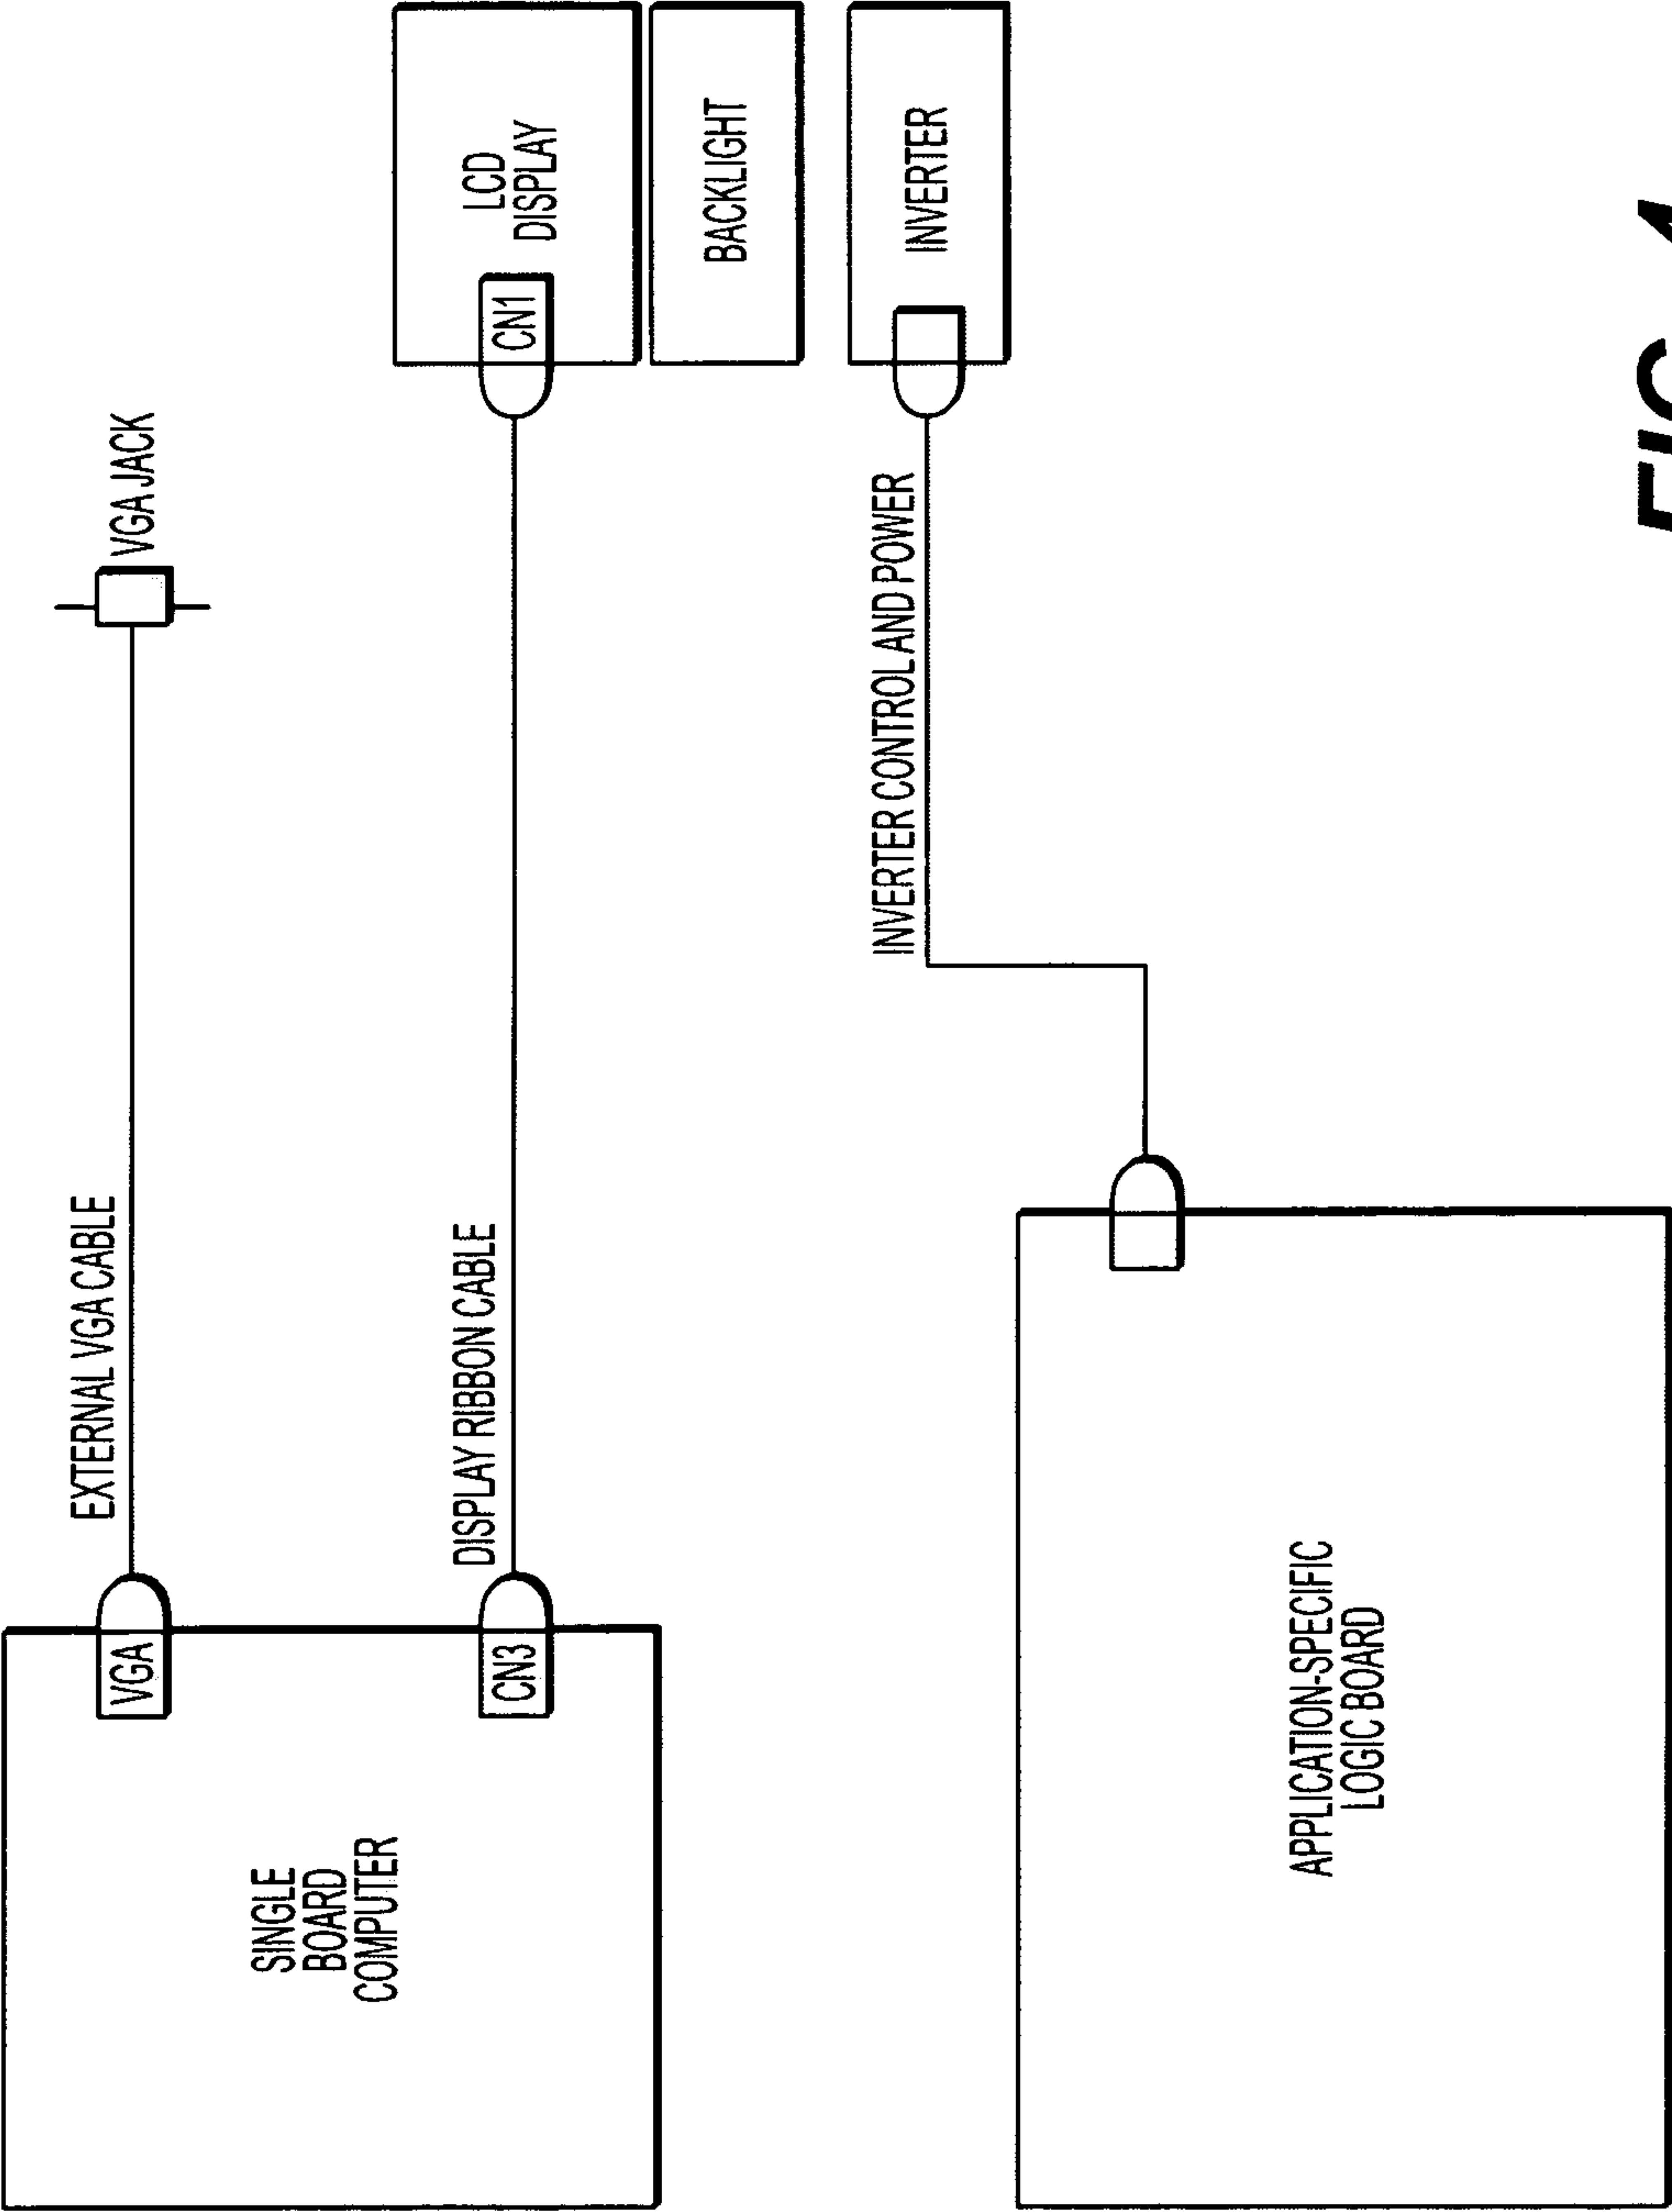 EXTERNAL VGA CABLE
VGA JACK
VGA
SINGLE
BOARD
COMPUTER
DISPLAY RIBBON CABLE
CN3
CN1
LCD
DISPLAY
BACKLIGHT
INVERTER CONTROL AND POWER
INVERTER
APPLICATION-SPECIFIC
LOGIC BOARD